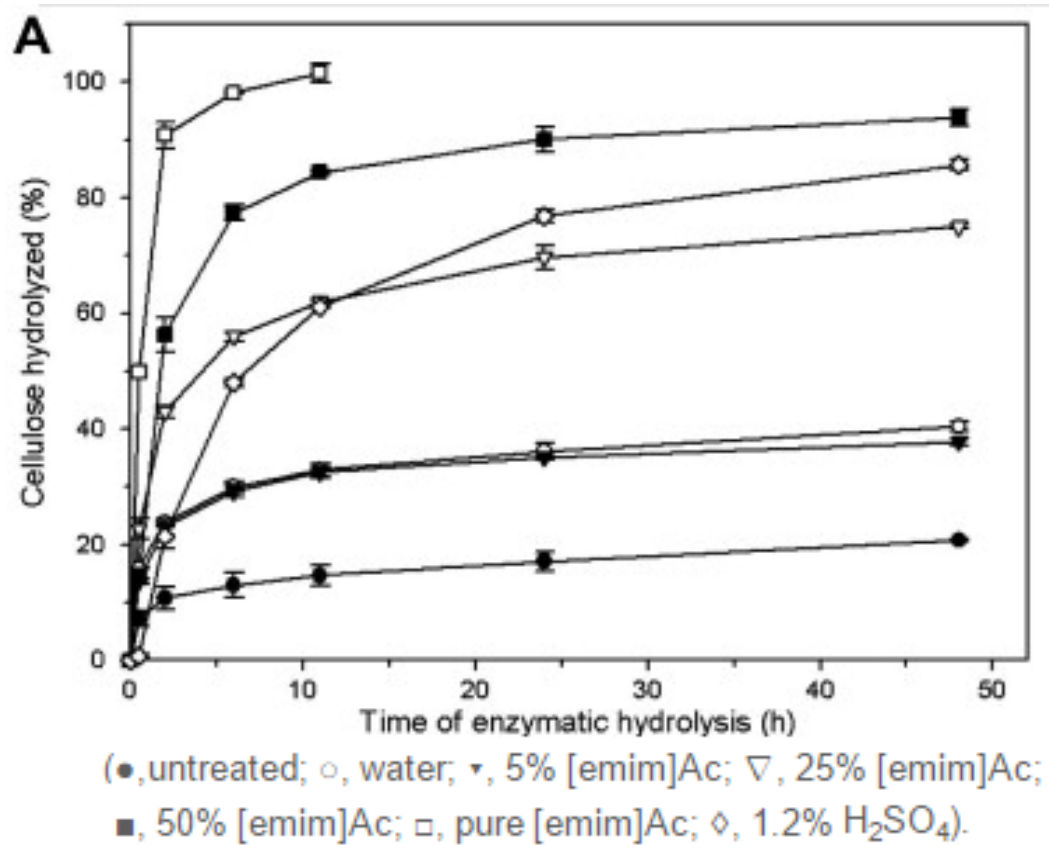 A
100
80
60
40
20
0
Cellulose hydrolyzed (%)
0 10 20 30 40 50
Time of enzymatic hydrolysis (h)
(●,untreated; ○, water; ▾, 5% [emim]Ac; ▽, 25% [emim]Ac;
■, 50% [emim]Ac; □, pure [emim]Ac; ◊, 1.2% H₂SO₄).